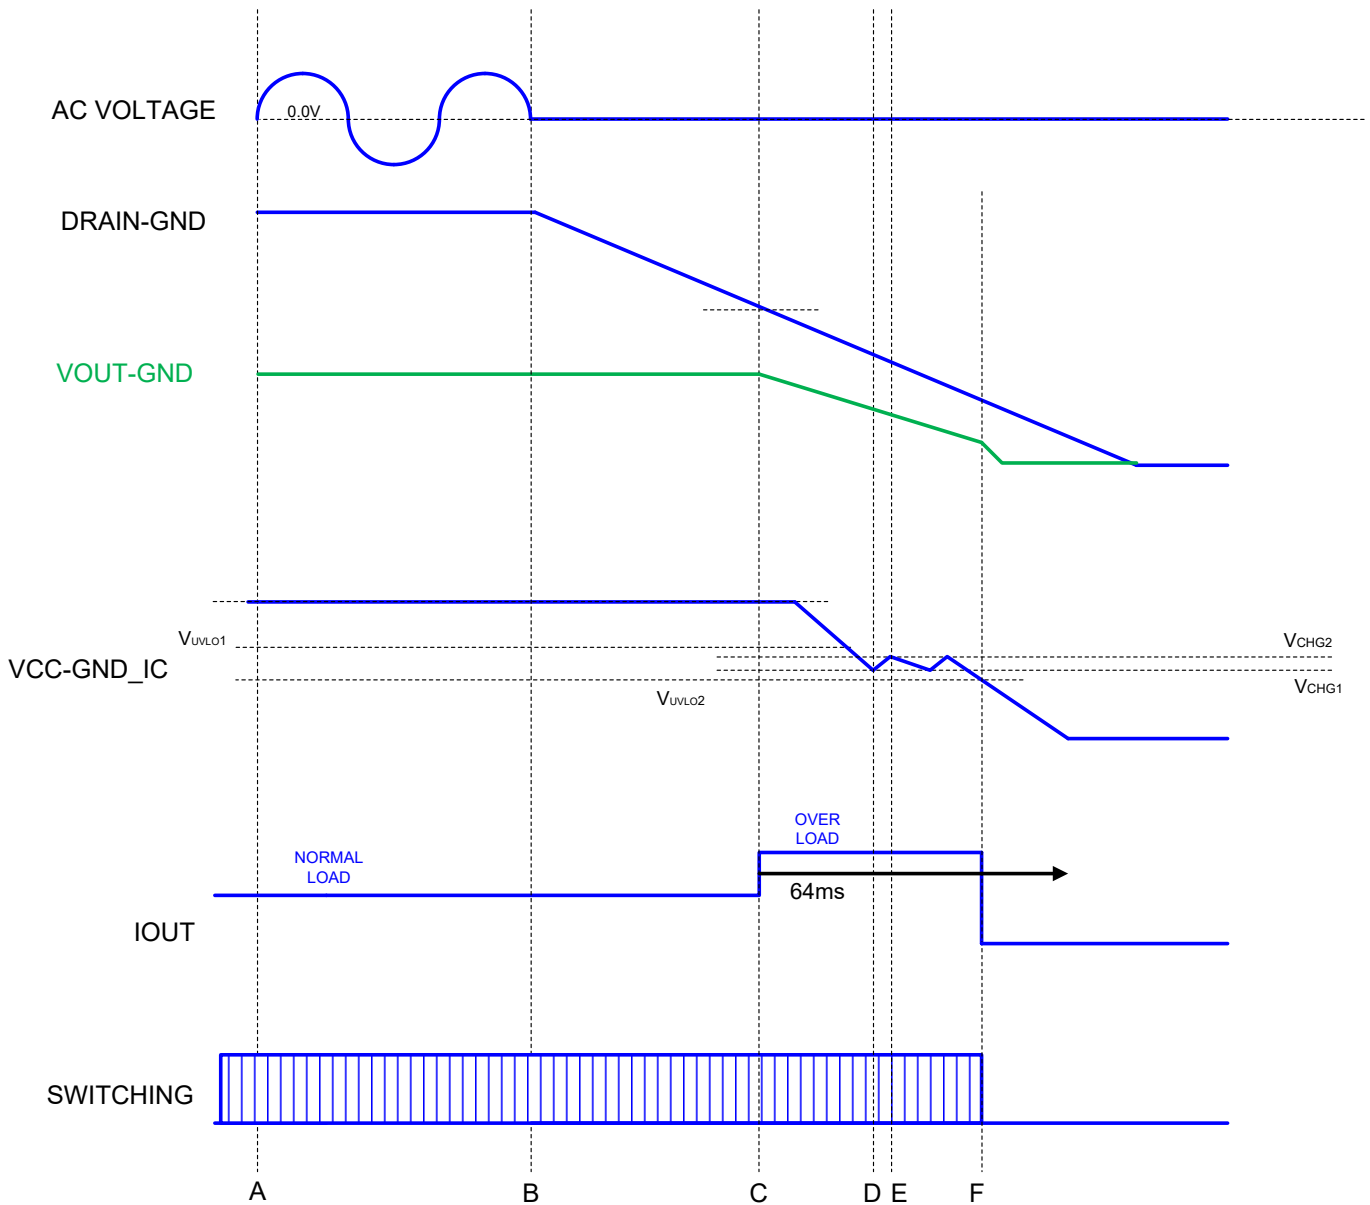 AC VOLTAGE
0.0V
DRAIN-GND
VOUT-GND
VUVLO1
VCHG2
VCC-GND_IC
VCHG1
VUVLO2
OVER
LOAD
NORMAL
LOAD
64ms
IOUT
SWITCHING
A B C D E F